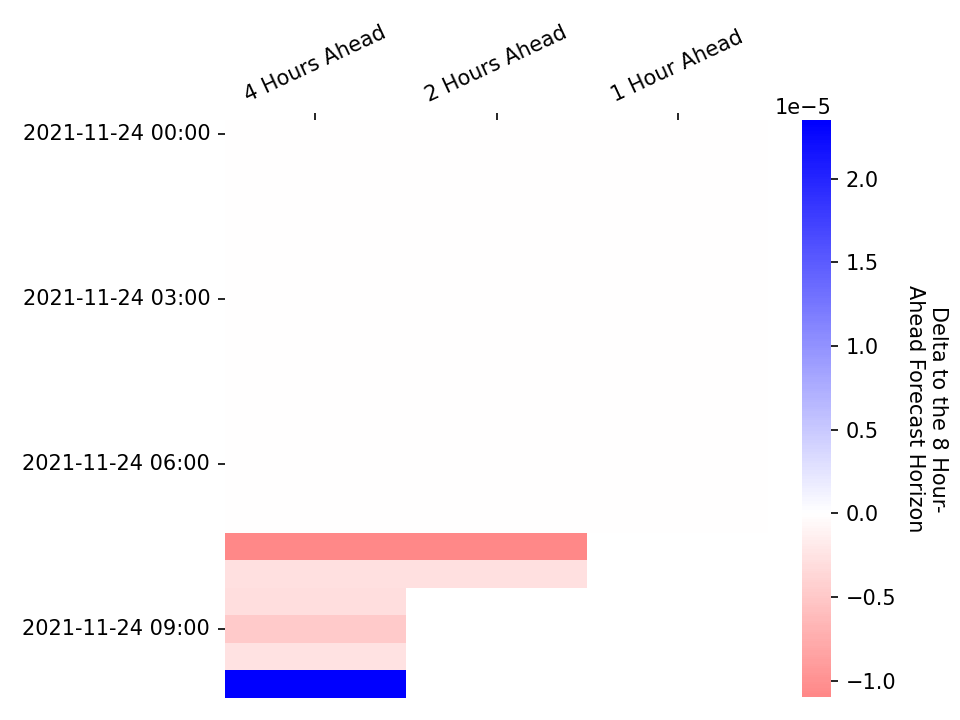 4 Hours Ahead
2 Hours Ahead
1 Hour Ahead
1e−5
2021-11-24 00:00
2021-11-24 03:00
2021-11-24 06:00
2021-11-24 09:00
2.0
1.5
1.0
0.5
0.0
−0.5
−1.0
Delta to the 8 Hour-
Ahead Forecast Horizon